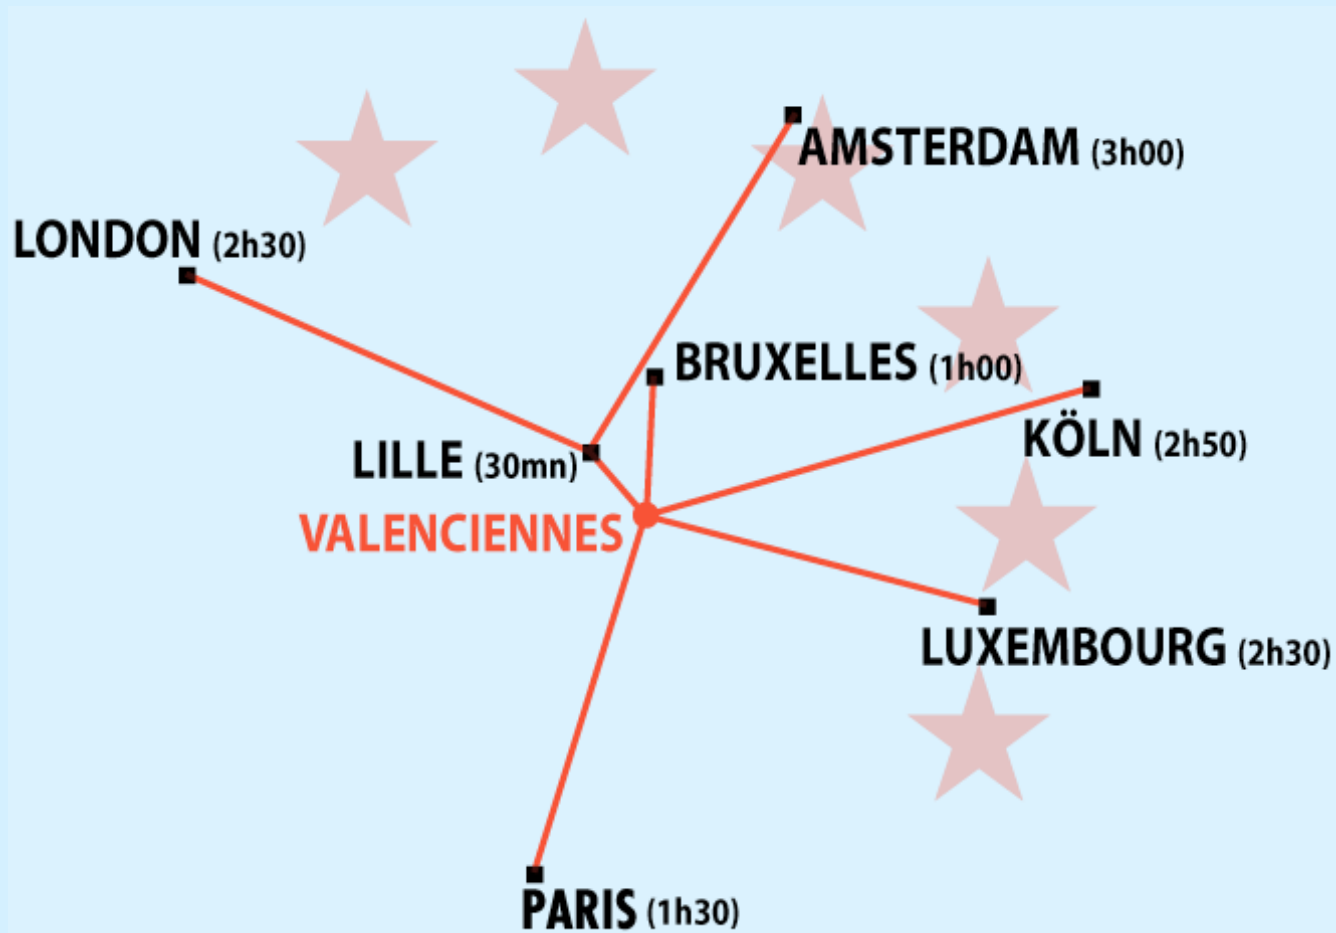 AMSTERDAM (3h00)
LONDON (2h30)
BRUXELLES (1h00)
KÖLN (2h50)
LILLE (30mn)
VALENCIENNES
LUXEMBOURG (2h30)
PARIS (1h30)